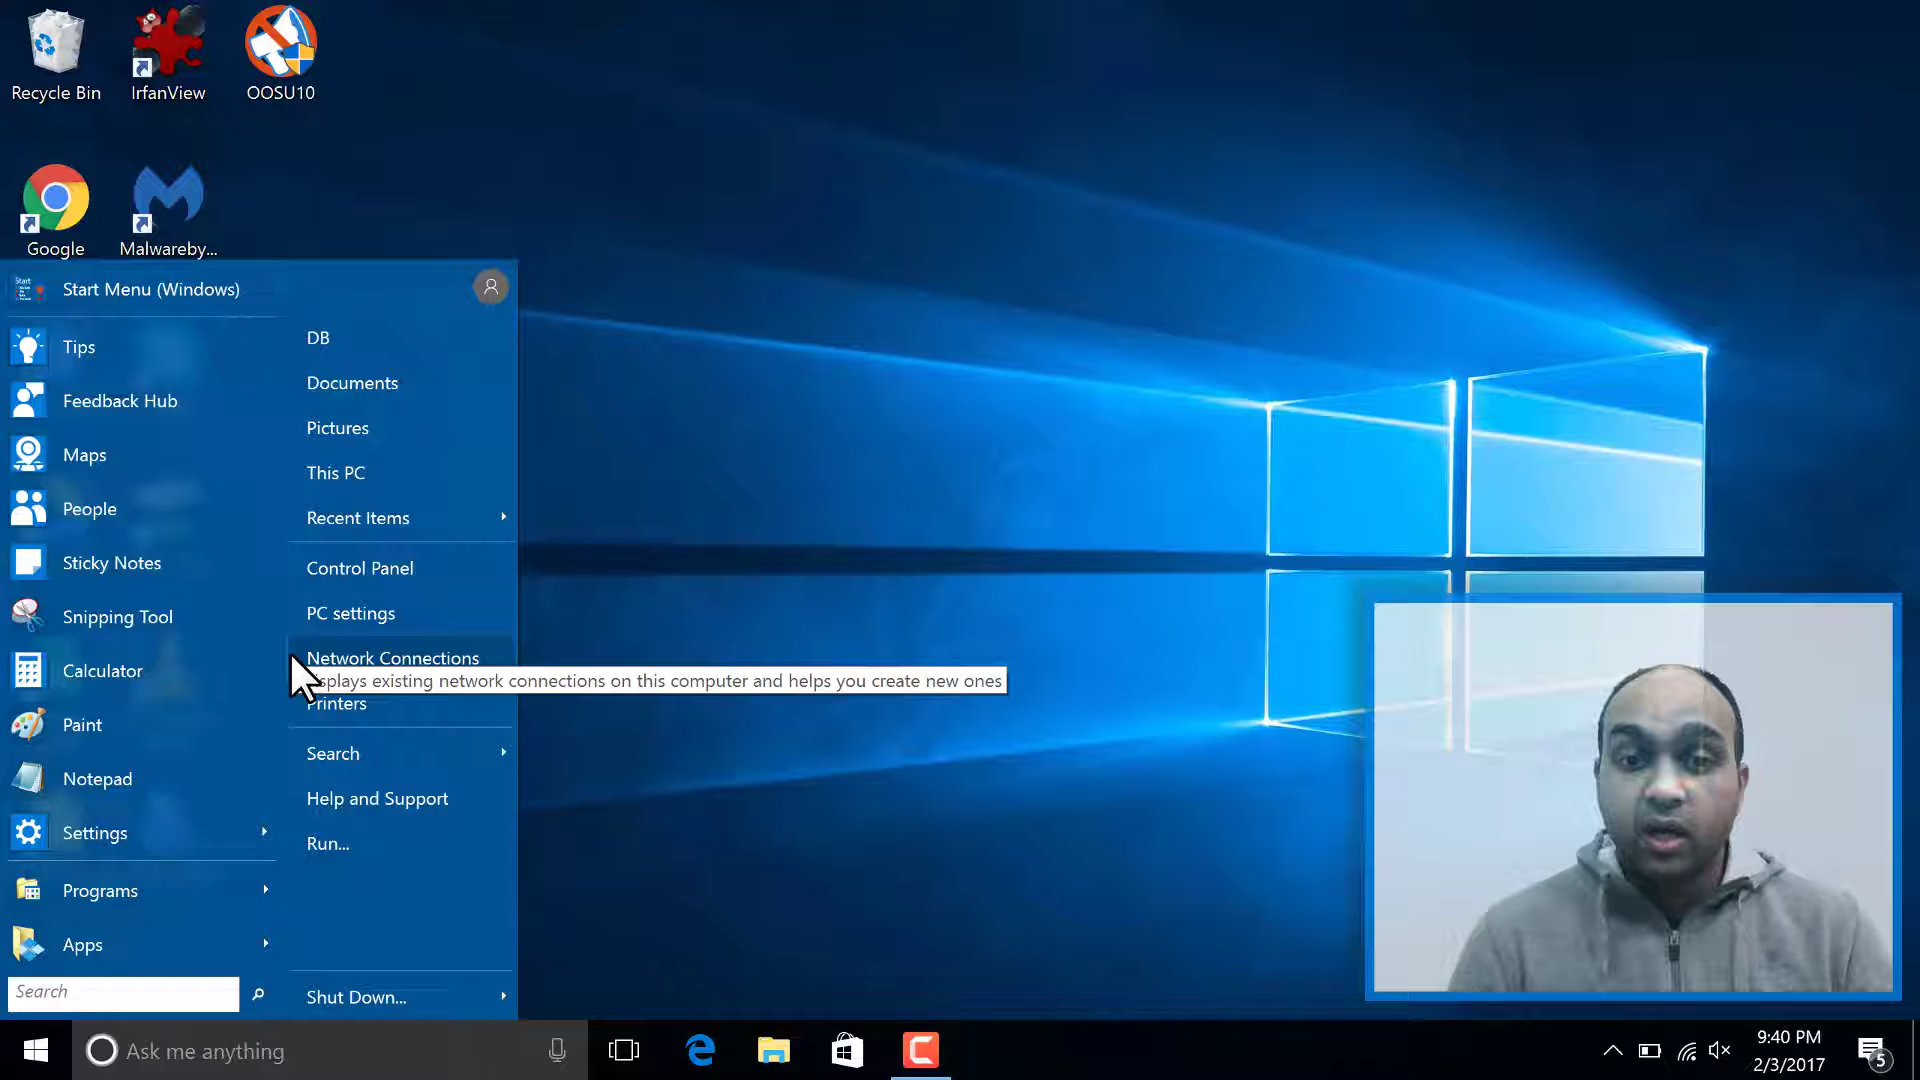 Recycle Bin
IrfanView
OOSU10
Google
Malwareby...
Start Menu (Windows)
Tips
Feedback Hub
Maps
People
Sticky Notes
Snipping Tool
Calculator
Paint
Notepad
Settings
Programs
Apps
Search
DB
Documents
Pictures
This PC
Recent Items
Control Panel
PC settings
Network Connections
splays existing network connections on this computer and helps you create new ones
Printers
Search
Help and Support
Run...
Shut Down...
Ask me anything
9:40 PM
2/3/2017
5